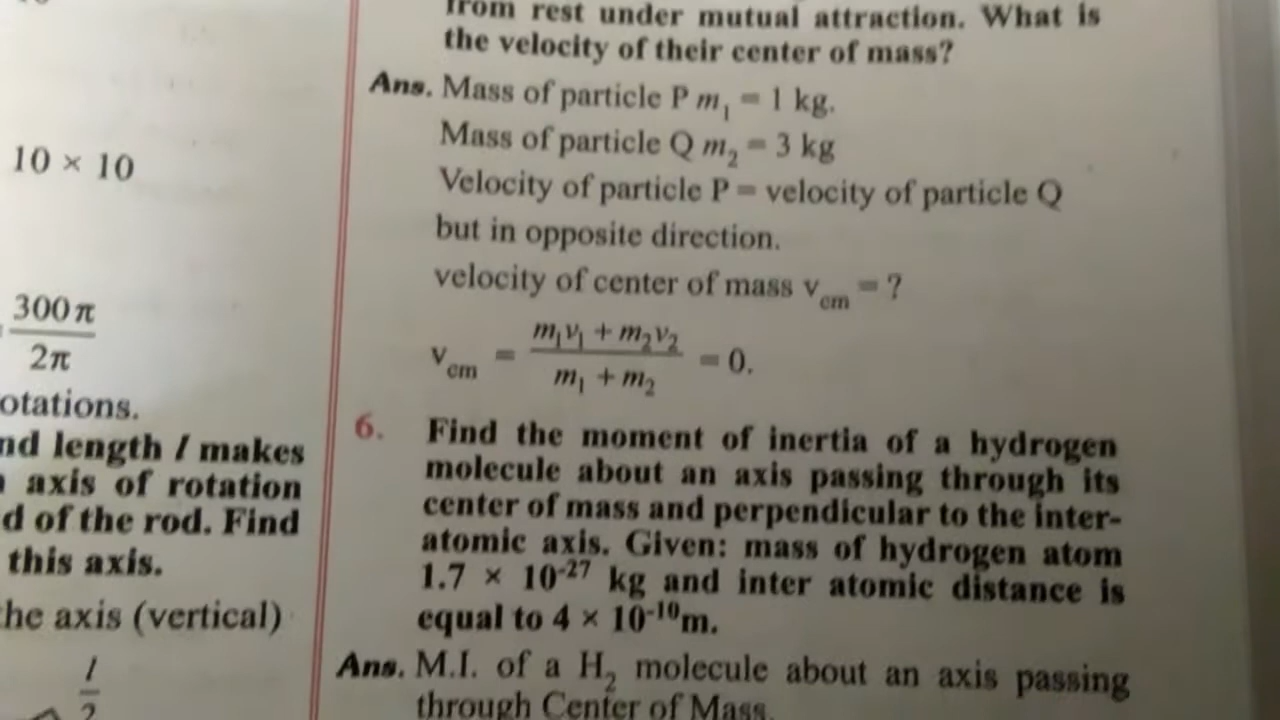 10 × 10
300π
2π
otations.
nd length l makes
axis of rotation
d of the rod. Find
this axis.
he axis (vertical)
l
2
from rest under mutual attraction. What is
the velocity of their center of mass?
Ans. Mass of particle P m₁ = 1 kg.
Mass of particle Q m₂ = 3 kg
Velocity of particle P = velocity of particle Q
but in opposite direction.
velocity of center of mass v_cm = ?
v_cm = (m₁v₁ + m₂v₂)/(m₁ + m₂) = 0.
6. Find the moment of inertia of a hydrogen
molecule about an axis passing through its
center of mass and perpendicular to the inter-
atomic axis. Given: mass of hydrogen atom
1.7 × 10⁻²⁷ kg and inter atomic distance is
equal to 4 × 10⁻¹⁰m.
Ans. M.I. of a H₂ molecule about an axis passing
through Center of Mass.